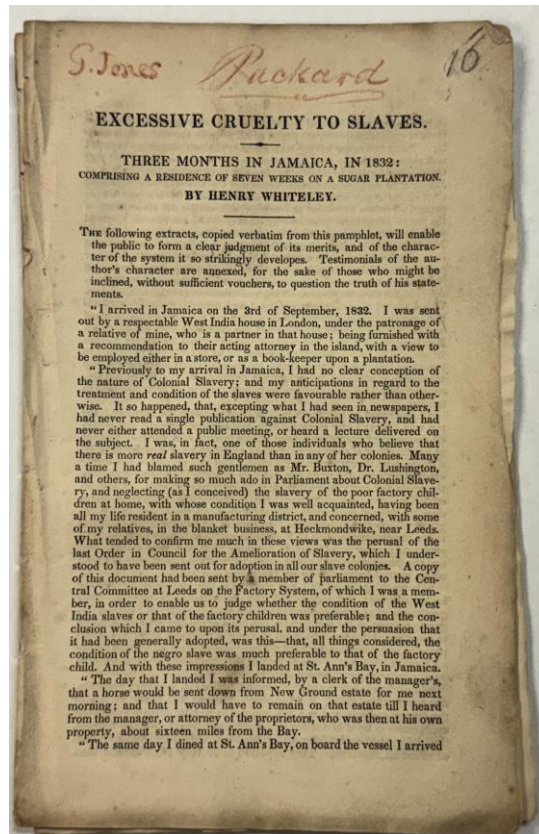 G. Jones Packard 16
EXCESSIVE CRUELTY TO SLAVES.
THREE MONTHS IN JAMAICA, IN 1832:
COMPRISING A RESIDENCE OF SEVEN WEEKS ON A SUGAR PLANTATION.
BY HENRY WHITELEY.
THE following extracts, copied verbatim from this pamphlet, will enable
the public to form a clear judgment of its merits, and of the charac-
ter of the system it so strikingly developes. Testimonials of the au-
thor's character are annexed, for the sake of those who might be
inclined, without sufficient vouchers, to question the truth of his state-
ments.
"I arrived in Jamaica on the 3rd of September, 1832. I was sent
out by a respectable West India house in London, under the patronage of
a relative of mine, who is a partner in that house; being furnished with
a recommendation to their acting attorney in the island, with a view to
be employed either in a store, or as a book-keeper upon a plantation.
"Previously to my arrival in Jamaica, I had no clear conception of
the nature of Colonial Slavery; and my anticipations in regard to the
treatment and condition of the slaves were favourable rather than other-
wise. It so happened, that, excepting what I had seen in newspapers, I
had never read a single publication against Colonial Slavery, and had
never either attended a public meeting, or heard a lecture delivered on
the subject. I was, in fact, one of those individuals who believe that
there is more real slavery in England than in any of her colonies. Many
a time I had blamed such gentlemen as Mr. Buxton, Dr. Lushington,
and others, for making so much ado in Parliament about Colonial Slave-
ry, and neglecting (as I conceived) the slavery of the poor factory chil-
dren at home, with whose condition I was well acquainted, having been
all my life resident in a manufacturing district, and concerned, with some
of my relatives, in the blanket business, at Heckmondwike, near Leeds.
What tended to confirm me much in these views was the perusal of the
last Order in Council for the Amelioration of Slavery, which I under-
stood to have been sent out for adoption in all our slave colonies. A copy
of this document had been sent by a member of parliament to the Cen-
tral Committee at Leeds on the Factory System, of which I was a mem-
ber, in order to enable us to judge whether the condition of the West
India slaves or that of the factory children was preferable; and the con-
clusion which I came to upon its perusal, and under the persuasion that
it had been generally adopted, was this—that, all things considered, the
condition of the negro slave was much preferable to that of the factory
child. And with these impressions I landed at St. Ann's Bay, in Jamaica.
"The day that I landed I was informed, by a clerk of the manager's,
that a horse would be sent down from New Ground estate for me next
morning; and that I would have to remain on that estate till I heard
from the manager, or attorney of the proprietors, who was then at his own
property, about sixteen miles from the Bay.
"The same day I dined at St. Ann's Bay, on board the vessel I arrived